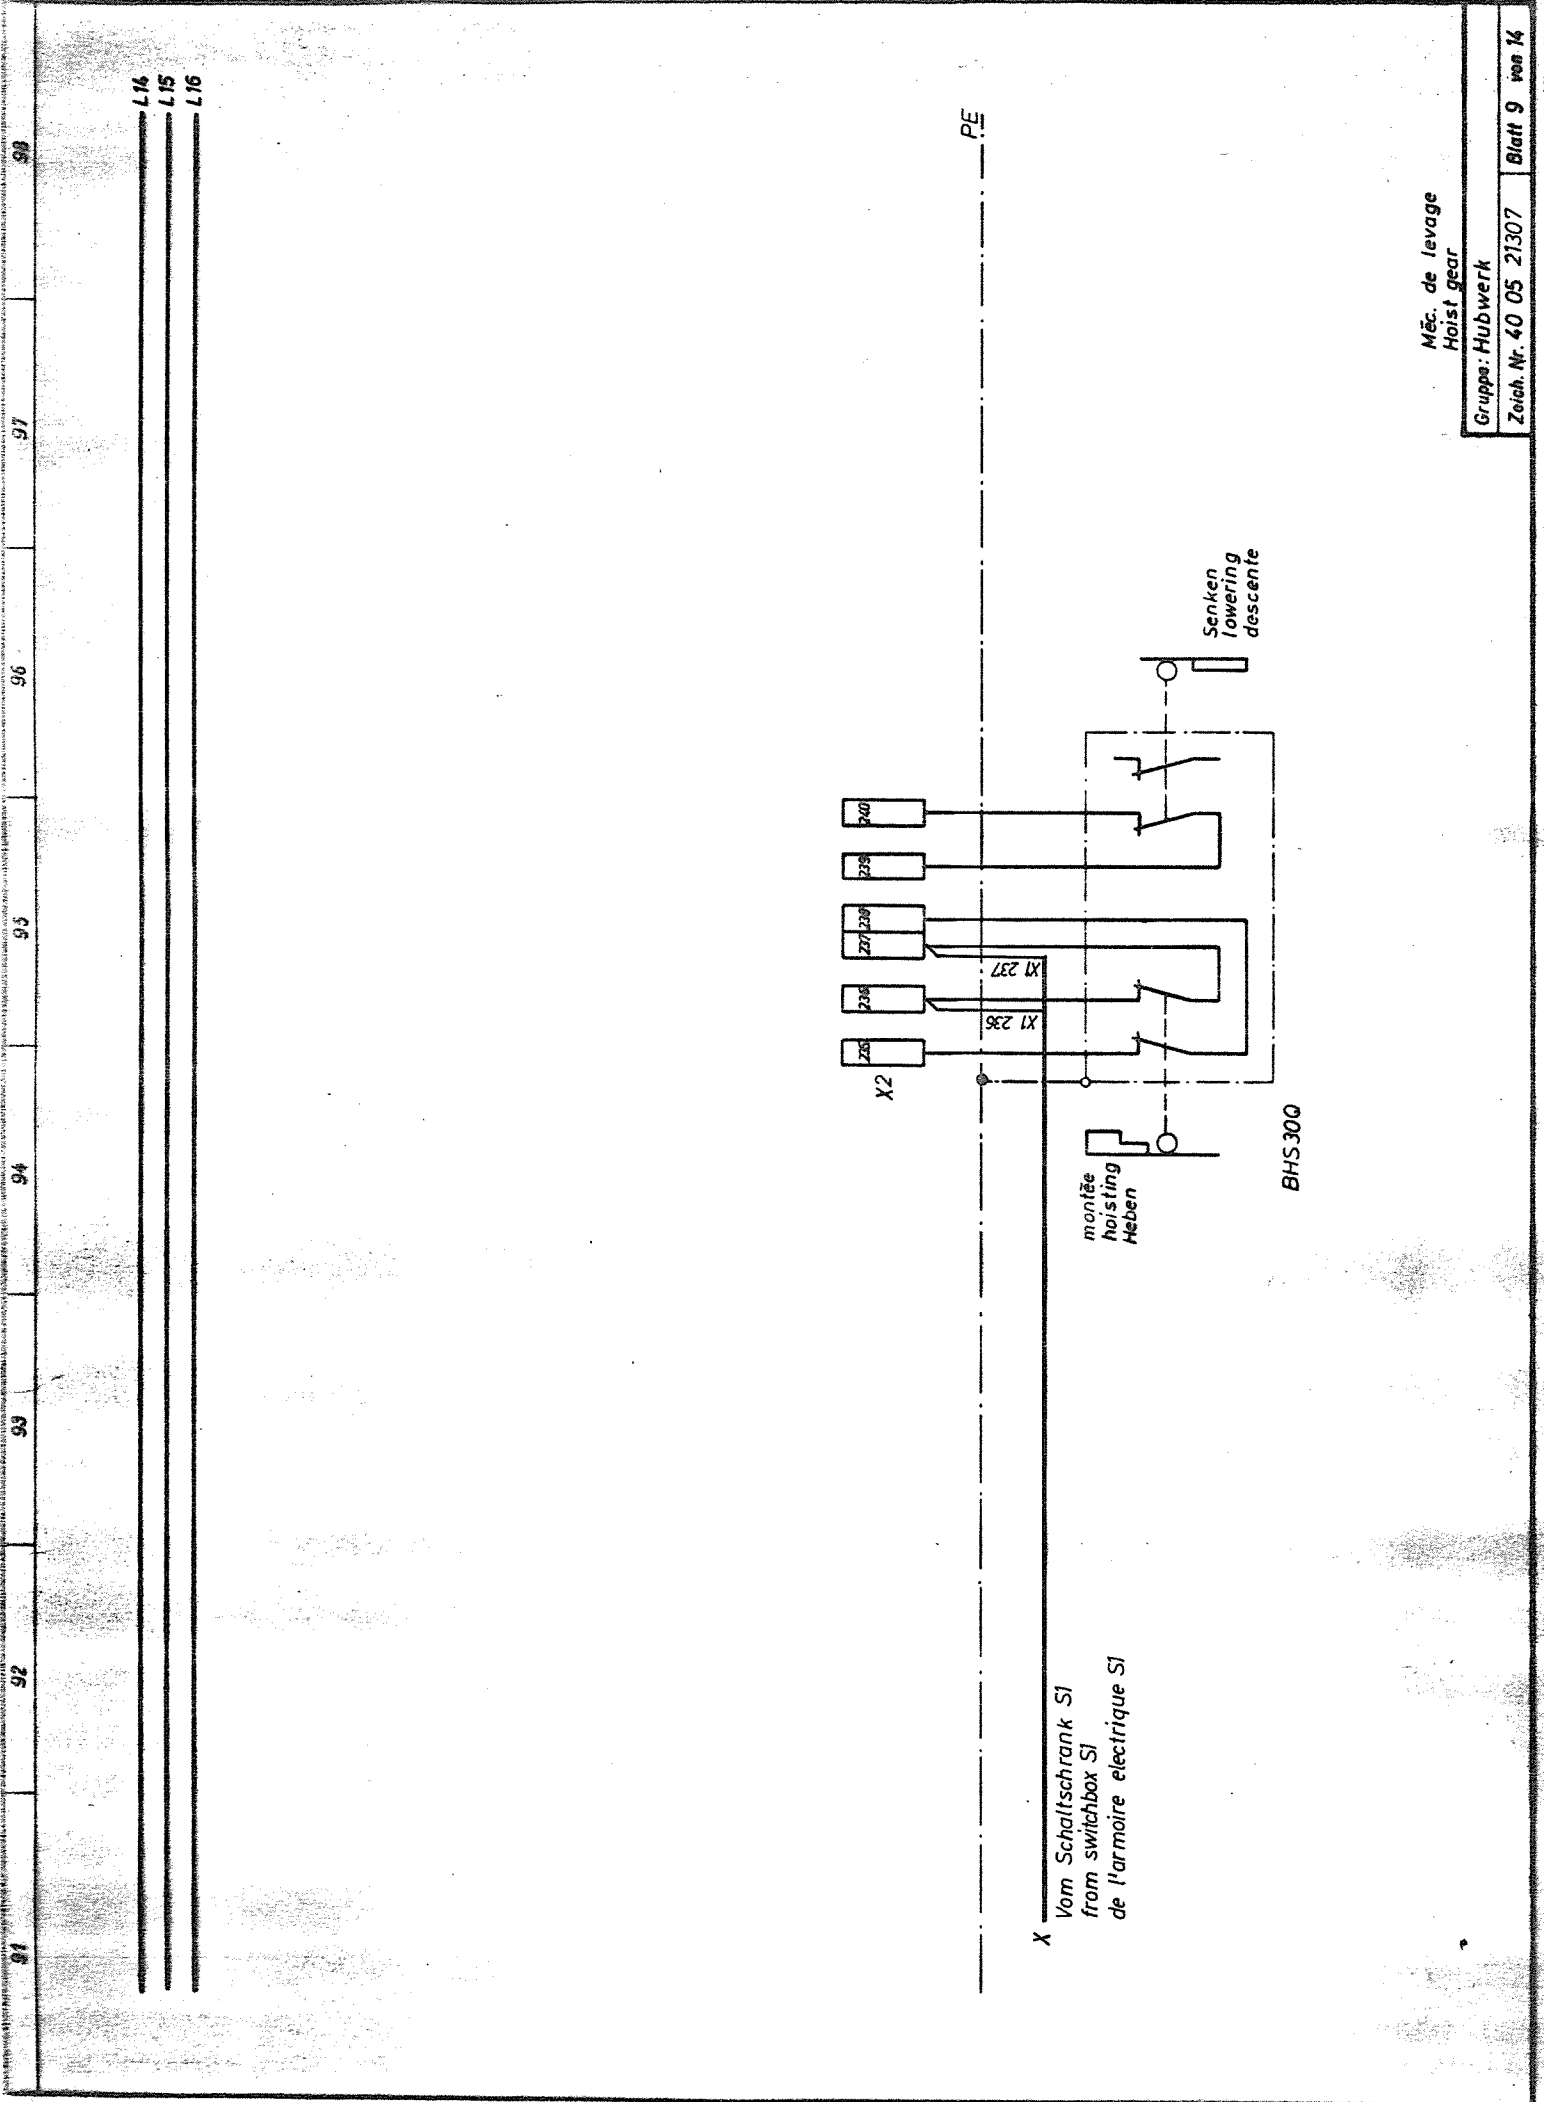 91
92
93
94
95
96
97
98
L14
L15
L16
PE
X2
235
236
237
238
239
240
X1 236
X1 237
X
Vom Schaltschrank S1
from switchbox S1
de l'armoire electrique S1
montée
hoisting
Heben
BHS30Q
Senken
lowering
descente
Méc. de levage
Hoist gear
Gruppe: Hubwerk
Zeich. Nr. 40 05 21307
Blatt 9 von 14